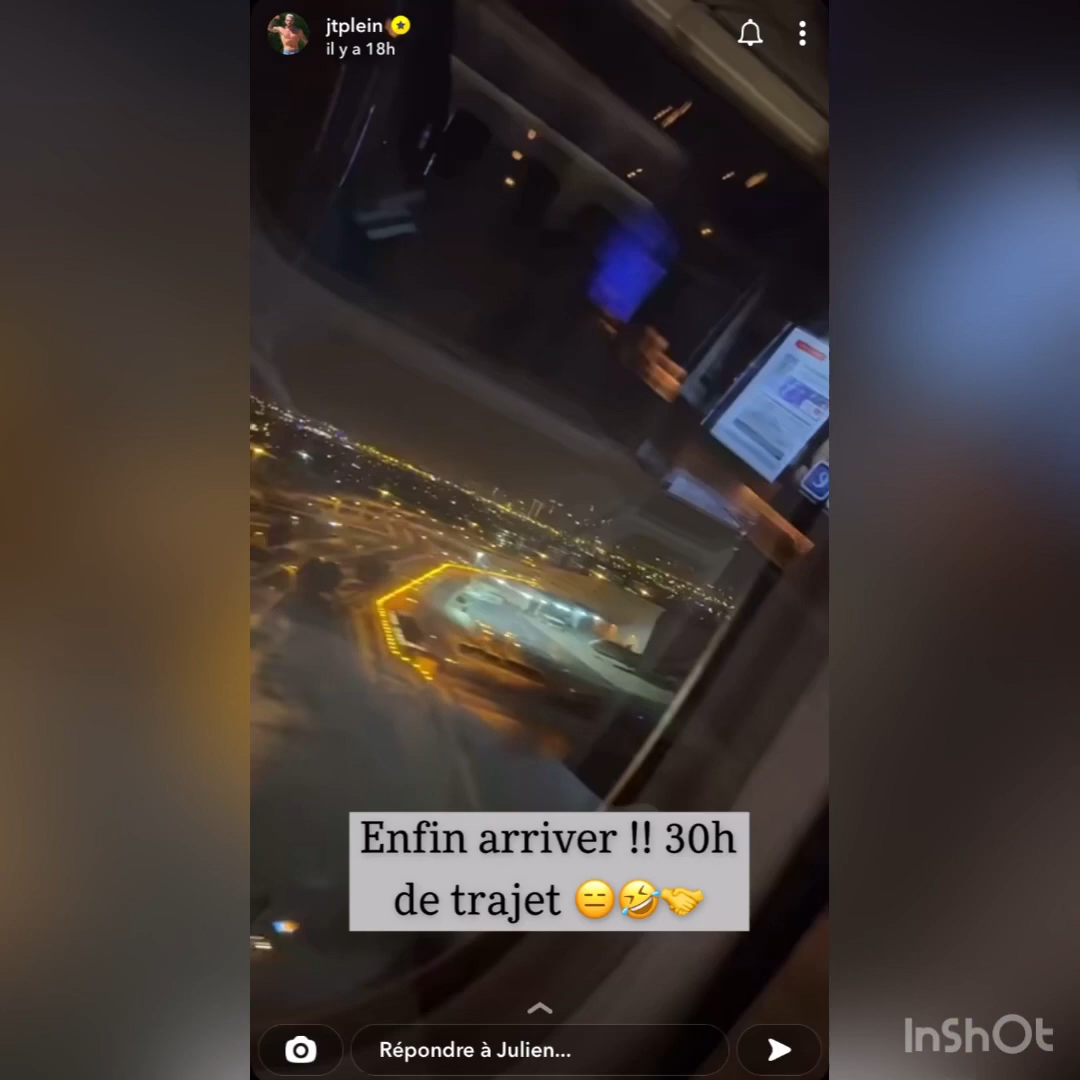 jtplein
il y a 18h
Enfin arriver !! 30h
de trajet 😑🤣🤝
Répondre à Julien...
InShOt